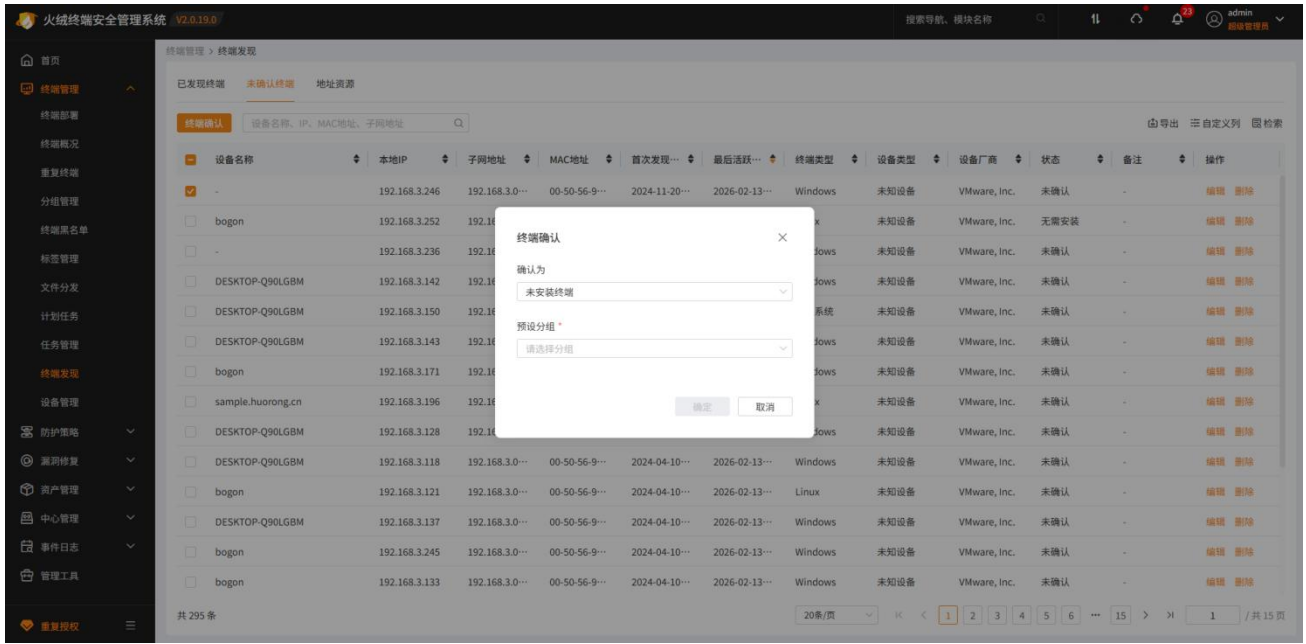 火绒终端安全管理系统 V2.0.19.0 搜索导航、模块名称 23 admin 超级管理员
首页
终端管理
终端部署
终端概况
重复终端
分组管理
终端黑名单
标签管理
文件分发
计划任务
任务管理
终端发现
设备管理
防护策略
漏洞修复
资产管理
中心管理
事件日志
管理工具
重复授权
终端管理 > 终端发现
已发现终端 未确认终端 地址资源
终端确认 设备名称、IP、MAC地址、子网地址 导出 自定义列 检索
设备名称 本地IP 子网地址 MAC地址 首次发现… 最后活跃… 终端类型 设备类型 设备厂商 状态 备注 操作
- 192.168.3.246 192.168.3.0… 00-50-56-9… 2024-11-20… 2026-02-13… Windows 未知设备 VMware, Inc. 未确认 - 编辑 删除
bogon 192.168.3.252 192.16 x 未知设备 VMware, Inc. 无需安装 - 编辑 删除
- 192.168.3.236 192.16 dows 未知设备 VMware, Inc. 未确认 - 编辑 删除
DESKTOP-Q90LGBM 192.168.3.142 192.16 dows 未知设备 VMware, Inc. 未确认 - 编辑 删除
DESKTOP-Q90LGBM 192.168.3.150 192.16 系统 未知设备 VMware, Inc. 未确认 - 编辑 删除
DESKTOP-Q90LGBM 192.168.3.143 192.16 dows 未知设备 VMware, Inc. 未确认 - 编辑 删除
bogon 192.168.3.171 192.16 dows 未知设备 VMware, Inc. 未确认 - 编辑 删除
sample.huorong.cn 192.168.3.196 192.16 x 未知设备 VMware, Inc. 未确认 - 编辑 删除
DESKTOP-Q90LGBM 192.168.3.128 192.16 dows 未知设备 VMware, Inc. 未确认 - 编辑 删除
DESKTOP-Q90LGBM 192.168.3.118 192.168.3.0… 00-50-56-9… 2024-04-10… 2026-02-13… Windows 未知设备 VMware, Inc. 未确认 - 编辑 删除
bogon 192.168.3.121 192.168.3.0… 00-50-56-9… 2024-04-10… 2026-02-13… Linux 未知设备 VMware, Inc. 未确认 - 编辑 删除
DESKTOP-Q90LGBM 192.168.3.137 192.168.3.0… 00-50-56-9… 2024-04-10… 2026-02-13… Windows 未知设备 VMware, Inc. 未确认 - 编辑 删除
bogon 192.168.3.245 192.168.3.0… 00-50-56-9… 2024-04-10… 2026-02-13… Windows 未知设备 VMware, Inc. 未确认 - 编辑 删除
bogon 192.168.3.133 192.168.3.0… 00-50-56-9… 2024-04-10… 2026-02-13… Windows 未知设备 VMware, Inc. 未确认 - 编辑 删除
共 295 条 20条/页 1 2 3 4 5 6 ··· 15 1 / 共 15 页
终端确认
确认为
未安装终端
预设分组 *
请选择分组
确定 取消